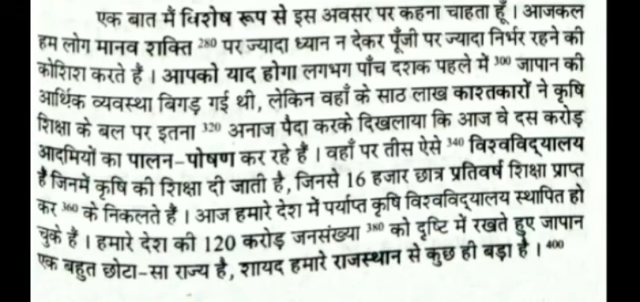 एक बात मैं विशेष रूप से इस अवसर पर कहना चाहता हूँ । आजकल
हम लोग मानव शक्ति 280 पर ज्यादा ध्यान न देकर पूँजी पर ज्यादा निर्भर रहने की
कोशिश करते हैं । आपको याद होगा लगभग पाँच दशक पहले में 300 जापान की
आर्थिक व्यवस्था बिगड़ गई थी, लेकिन वहाँ के साठ लाख काश्तकारों ने कृषि
शिक्षा के बल पर इतना 320 अनाज पैदा करके दिखलाया कि आज वे दस करोड़
आदमियों का पालन-पोषण कर रहे हैं । वहाँ पर तीस ऐसे 340 विश्वविद्यालय
हैं जिनमें कृषि की शिक्षा दी जाती है, जिनसे 16 हजार छात्र प्रतिवर्ष शिक्षा प्राप्त
कर 360 के निकलते हैं । आज हमारे देश में पर्याप्त कृषि विश्वविद्यालय स्थापित हो
चुके हैं । हमारे देश की 120 करोड़ जनसंख्या 380 को दृष्टि में रखते हुए जापान
एक बहुत छोटा-सा राज्य है, शायद हमारे राजस्थान से कुछ ही बड़ा है । 400